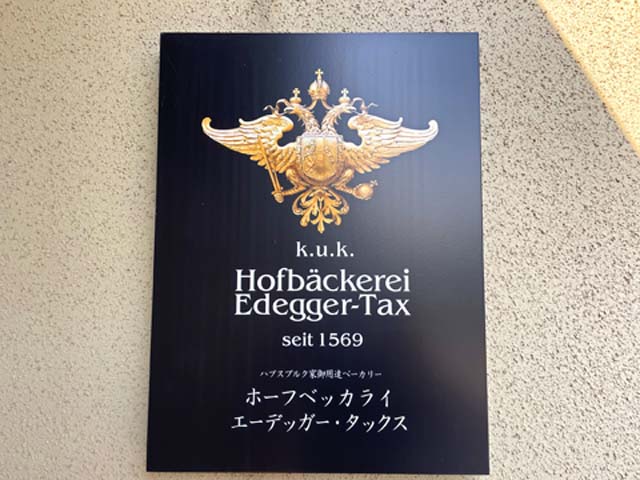 k.u.k.
Hofbäckerei
Edegger-Tax
seit 1569
ハプスブルク家御用達ベーカリー
ホーフベッカライ
エーデッガー・タックス